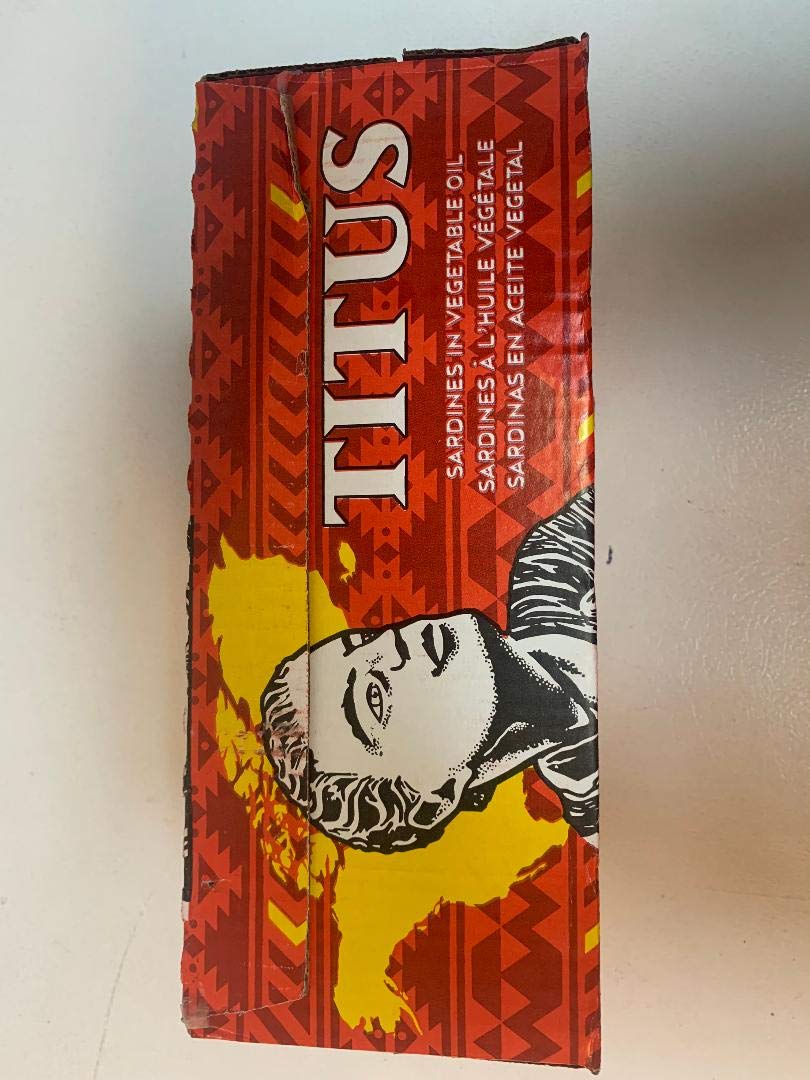 TITUS
SARDINES IN VEGETABLE OIL
SARDINES À L'HUILE VÉGÉTALE
SARDINAS EN ACEITE VEGETAL